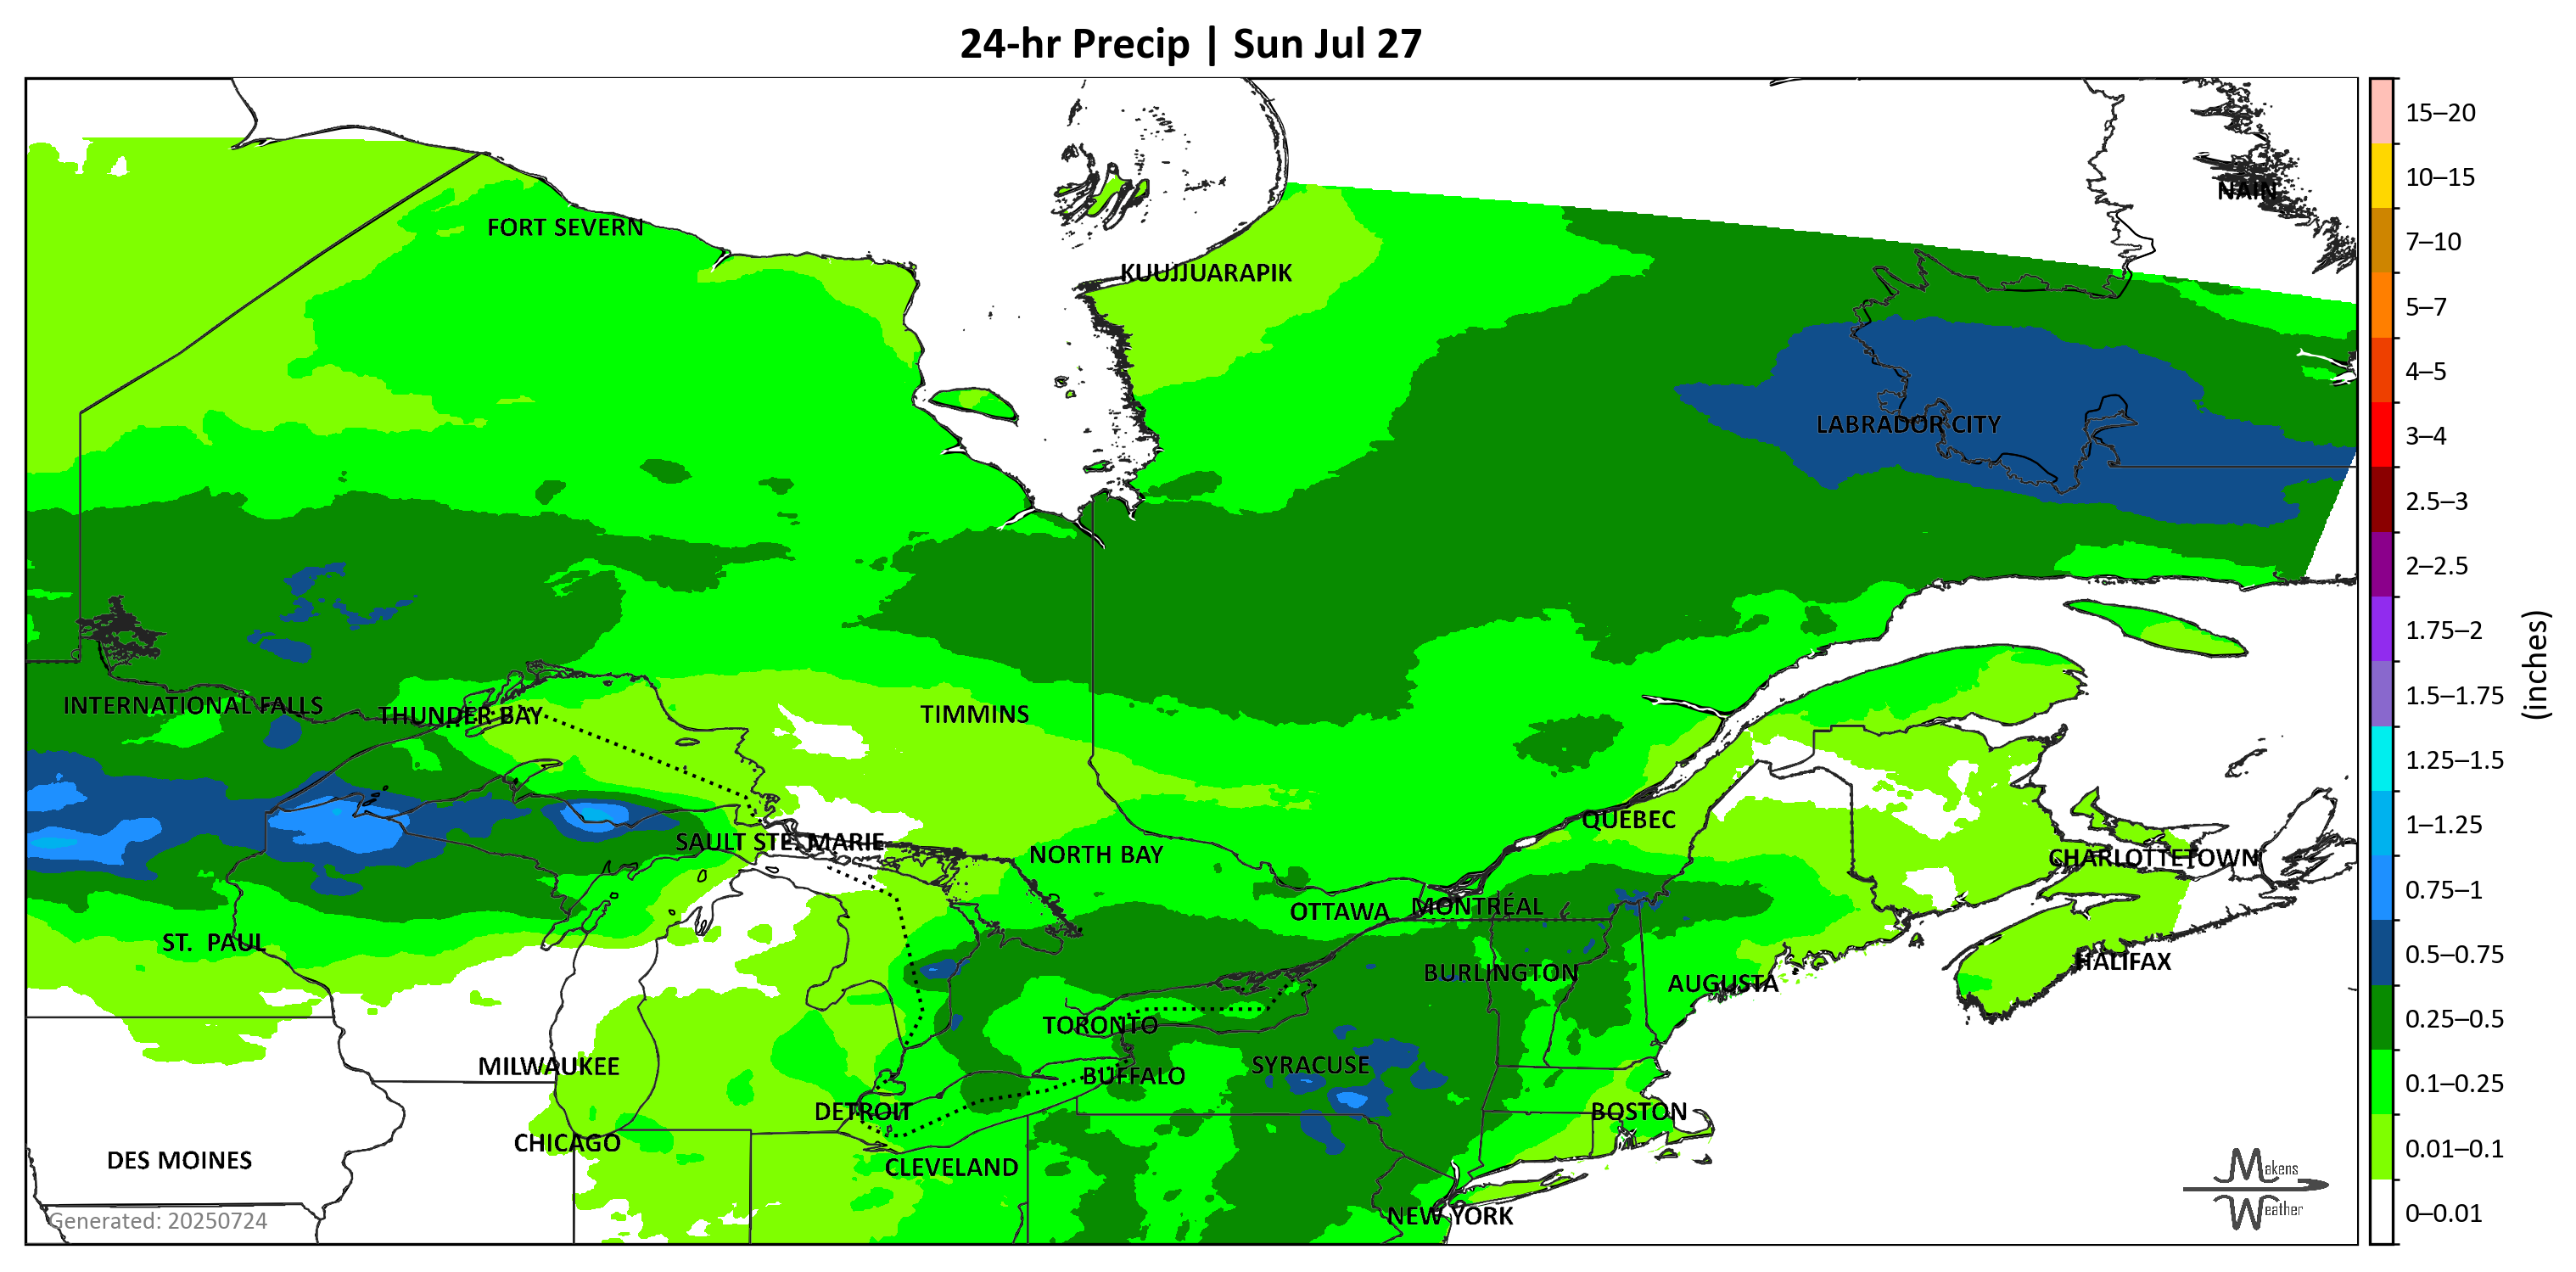 24-hr Precip | Sun Jul 27
NAIN
FORT SEVERN
KUUJJUARAPIK
LABRADOR CITY
INTERNATIONAL FALLS
THUNDER BAY
TIMMINS
QUEBEC
SAULT STE. MARIE
NORTH BAY
CHARLOTTETOWN
OTTAWA
MONTRÉAL
ST. PAUL
HALIFAX
BURLINGTON
AUGUSTA
TORONTO
MILWAUKEE
SYRACUSE
BUFFALO
DETROIT
BOSTON
CHICAGO
DES MOINES
CLEVELAND
NEW YORK
Generated: 20250724
Makens
Weather
15–20
10–15
7–10
5–7
4–5
3–4
2.5–3
2–2.5
1.75–2
1.5–1.75
1.25–1.5
1–1.25
0.75–1
0.5–0.75
0.25–0.5
0.1–0.25
0.01–0.1
0–0.01
(inches)